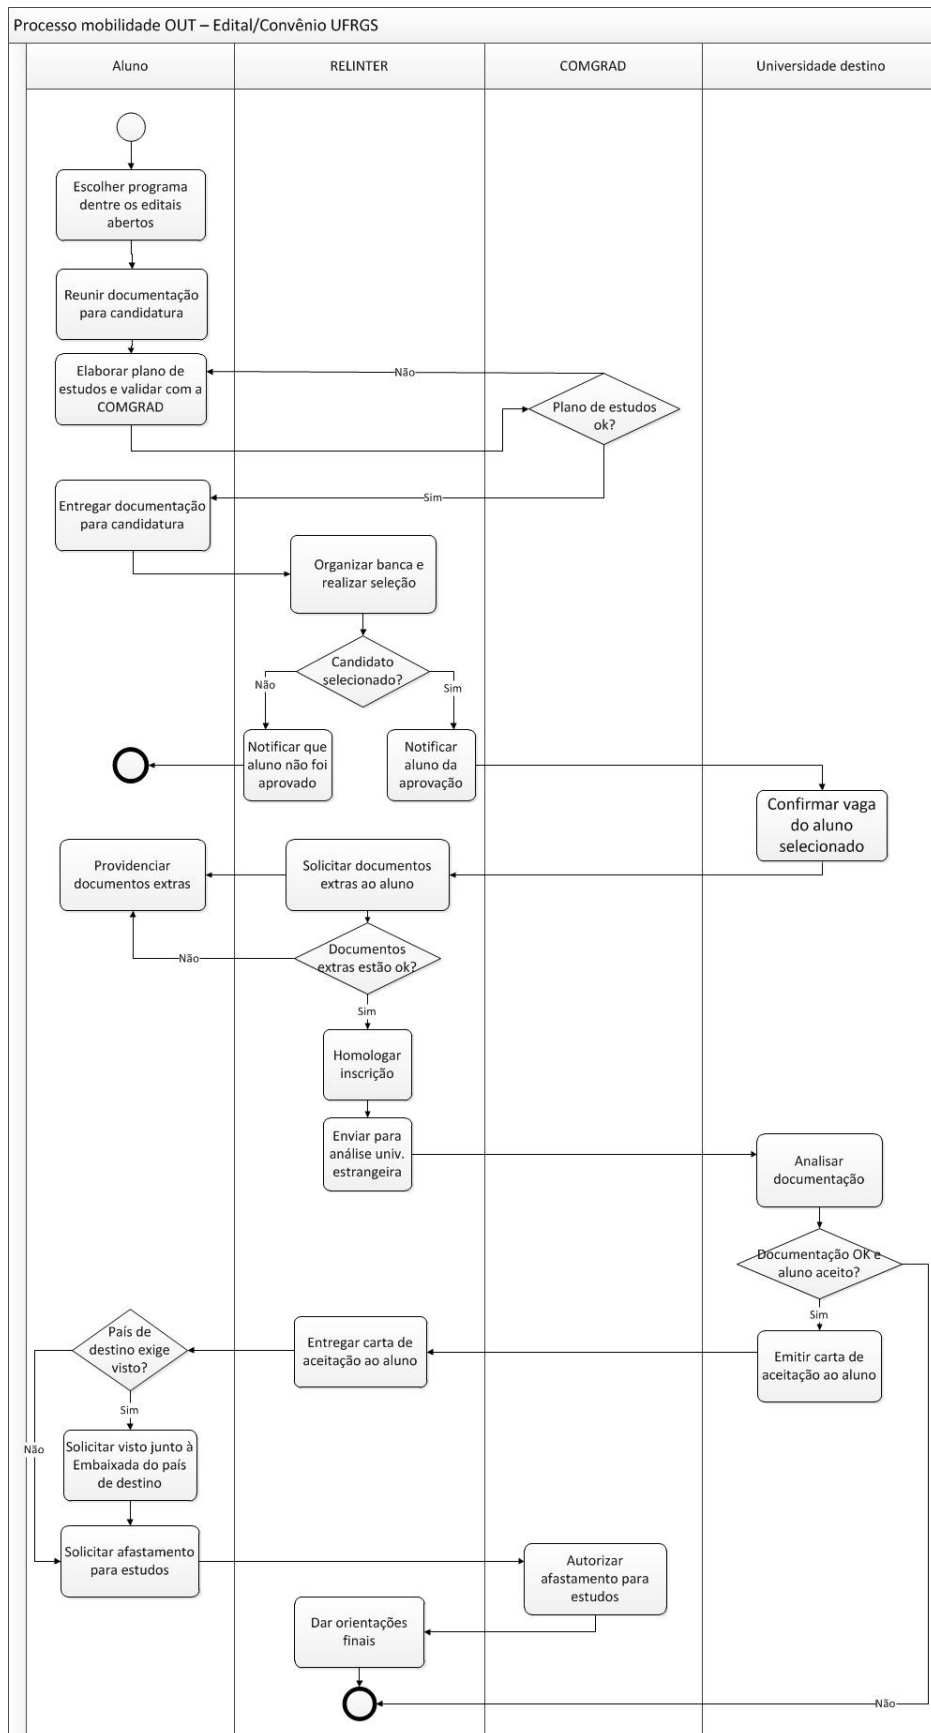 Processo mobilidade OUT – Edital/Convênio UFRGS
Aluno
RELINTER
COMGRAD
Universidade destino
Escolher programa
dentre os editais
abertos
Reunir documentação
para candidatura
Elaborar plano de
estudos e validar com a
COMGRAD
Não
Plano de estudos
ok?
Sim
Entregar documentação
para candidatura
Organizar banca e
realizar seleção
Candidato
selecionado?
Não
Sim
Notificar que
aluno não foi
aprovado
Notificar
aluno da
aprovação
Confirmar vaga
do aluno
selecionado
Providenciar
documentos extras
Solicitar documentos
extras ao aluno
Documentos
extras estão ok?
Não
Sim
Homologar
inscrição
Enviar para
análise univ.
estrangeira
Analisar
documentação
Documentação OK e
aluno aceito?
Sim
Emitir carta de
aceitação ao aluno
Entregar carta de
aceitação ao aluno
País de
destino exige
visto?
Sim
Não
Solicitar visto junto à
Embaixada do país
de destino
Solicitar afastamento
para estudos
Autorizar
afastamento para
estudos
Dar orientações
finais
Não